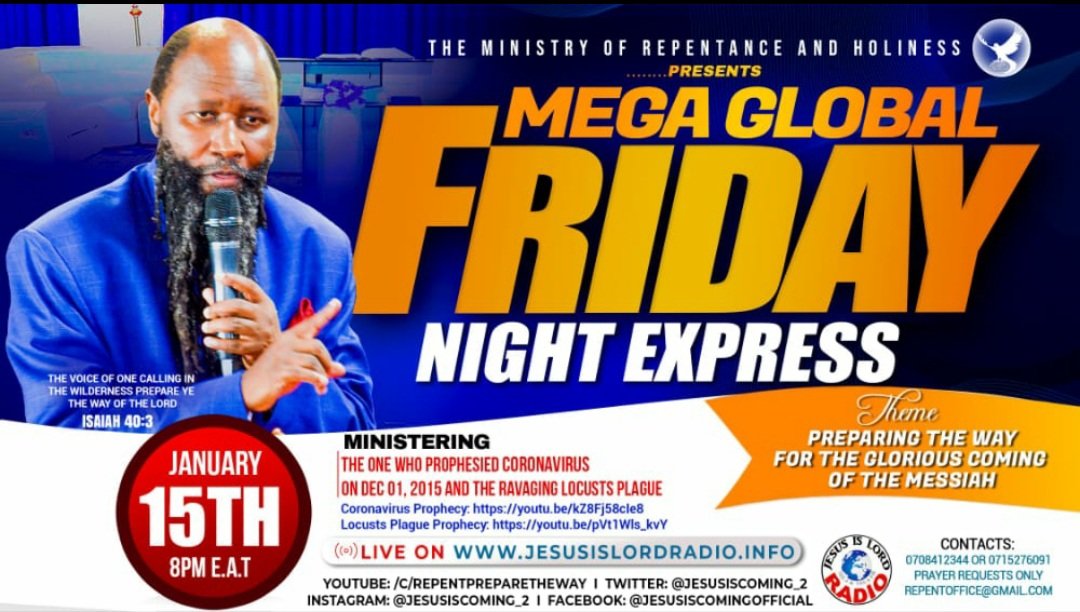 THE MINISTRY OF REPENTANCE AND HOLINESS
........PRESENTS
MEGA GLOBAL
FRIDAY
NIGHT EXPRESS
THE VOICE OF ONE CALLING IN
THE WILDERNESS PREPARE YE
THE WAY OF THE LORD
ISAIAH 40:3
Theme
PREPARING THE WAY
FOR THE GLORIOUS COMING
OF THE MESSIAH
JANUARY
15TH
8PM E.A.T
MINISTERING
THE ONE WHO PROPHESIED CORONAVIRUS
ON DEC 01, 2015 AND THE RAVAGING LOCUSTS PLAGUE
Coronavirus Prophecy: https://youtu.be/kZ8Fj58cIe8
Locusts Plague Prophecy: https://youtu.be/pVt1Wls_kvY
LIVE ON WWW.JESUSISLORDRADIO.INFO
YOUTUBE: /C/REPENTPREPARETHEWAY I TWITTER: @JESUSISCOMING_2
INSTAGRAM: @JESUSISCOMING_2 I FACEBOOK: @JESUSISCOMINGOFFICIAL
JESUS IS LORD
RADIO
CONTACTS:
0708412344 OR 0715276091
PRAYER REQUESTS ONLY
REPENTOFFICE@GMAIL.COM